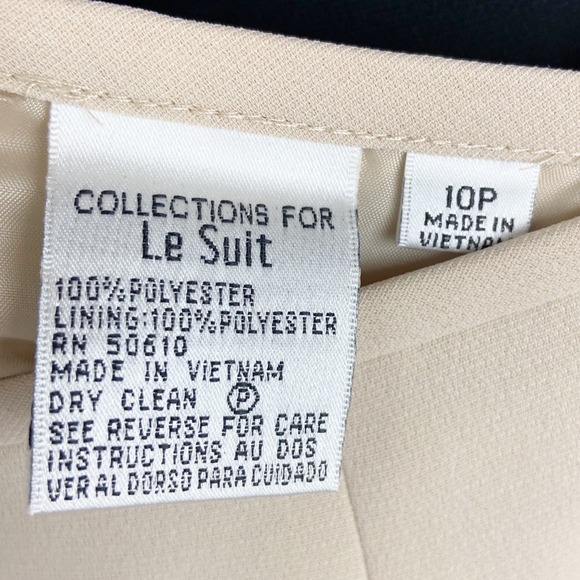 COLLECTIONS FOR
Le Suit
100% POLYESTER
LINING:100% POLYESTER
RN 50610
MADE IN VIETNAM
DRY CLEAN Ⓟ
SEE REVERSE FOR CARE
INSTRUCTIONS AU DOS
VER AL DORSO PARA CUIDADO
10P
MADE IN
VIETNA